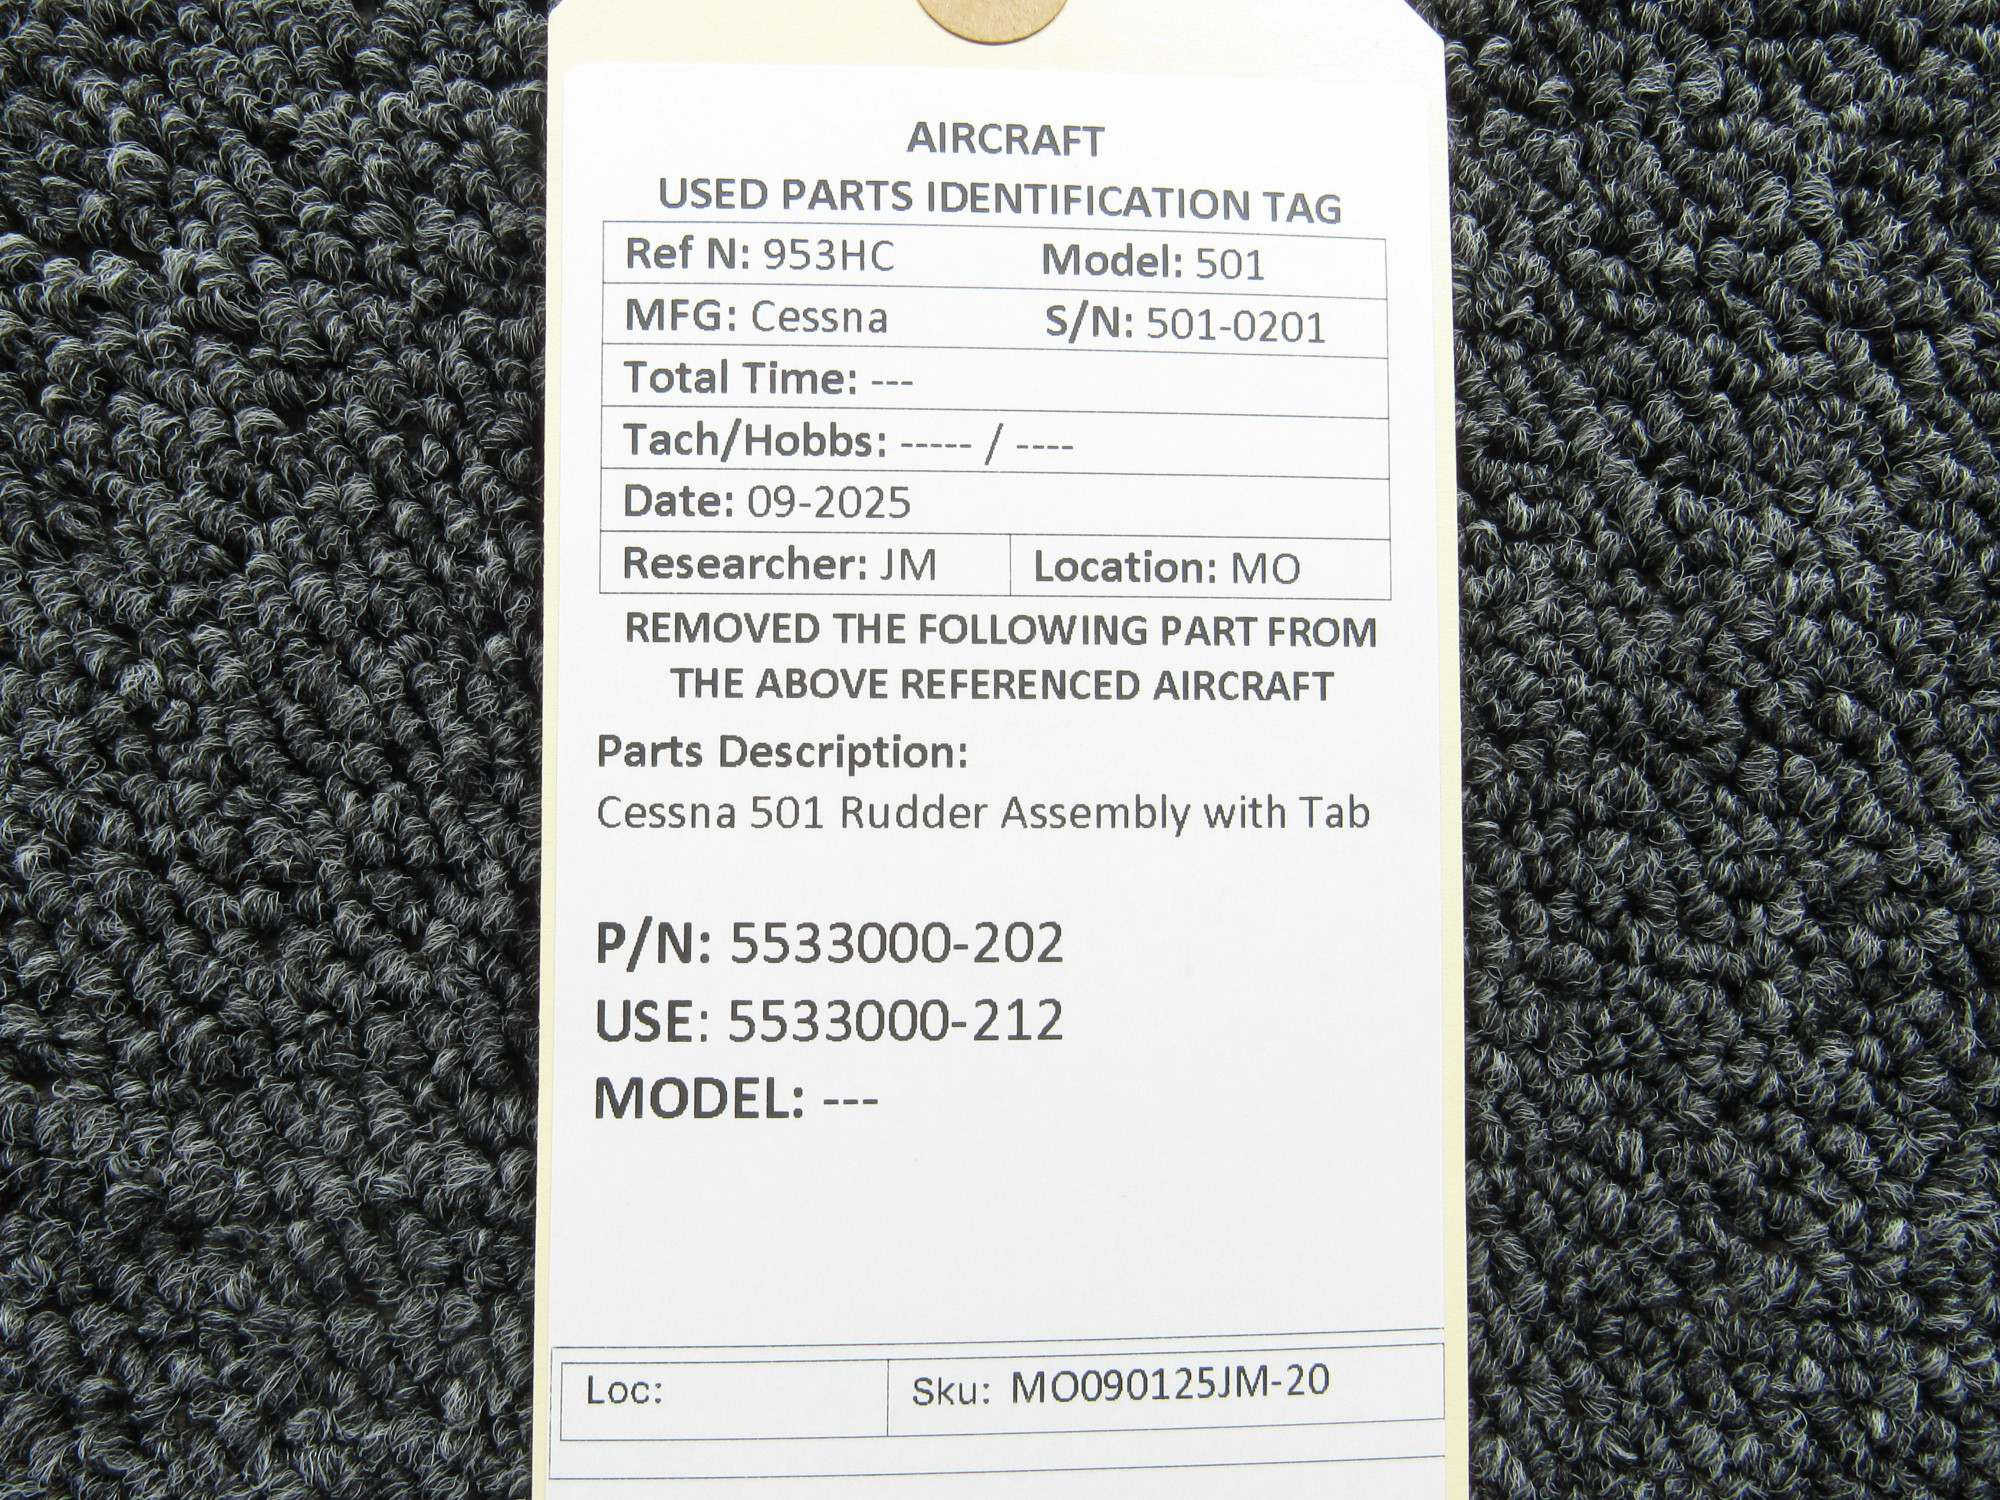 AIRCRAFT
USED PARTS IDENTIFICATION TAG
Ref N: 953HC Model: 501
MFG: Cessna S/N: 501-0201
Total Time: ---
Tach/Hobbs: ----- / ----
Date: 09-2025
Researcher: JM Location: MO
REMOVED THE FOLLOWING PART FROM
THE ABOVE REFERENCED AIRCRAFT
Parts Description:
Cessna 501 Rudder Assembly with Tab
P/N: 5533000-202
USE: 5533000-212
MODEL: ---
Loc: Sku: MO090125JM-20